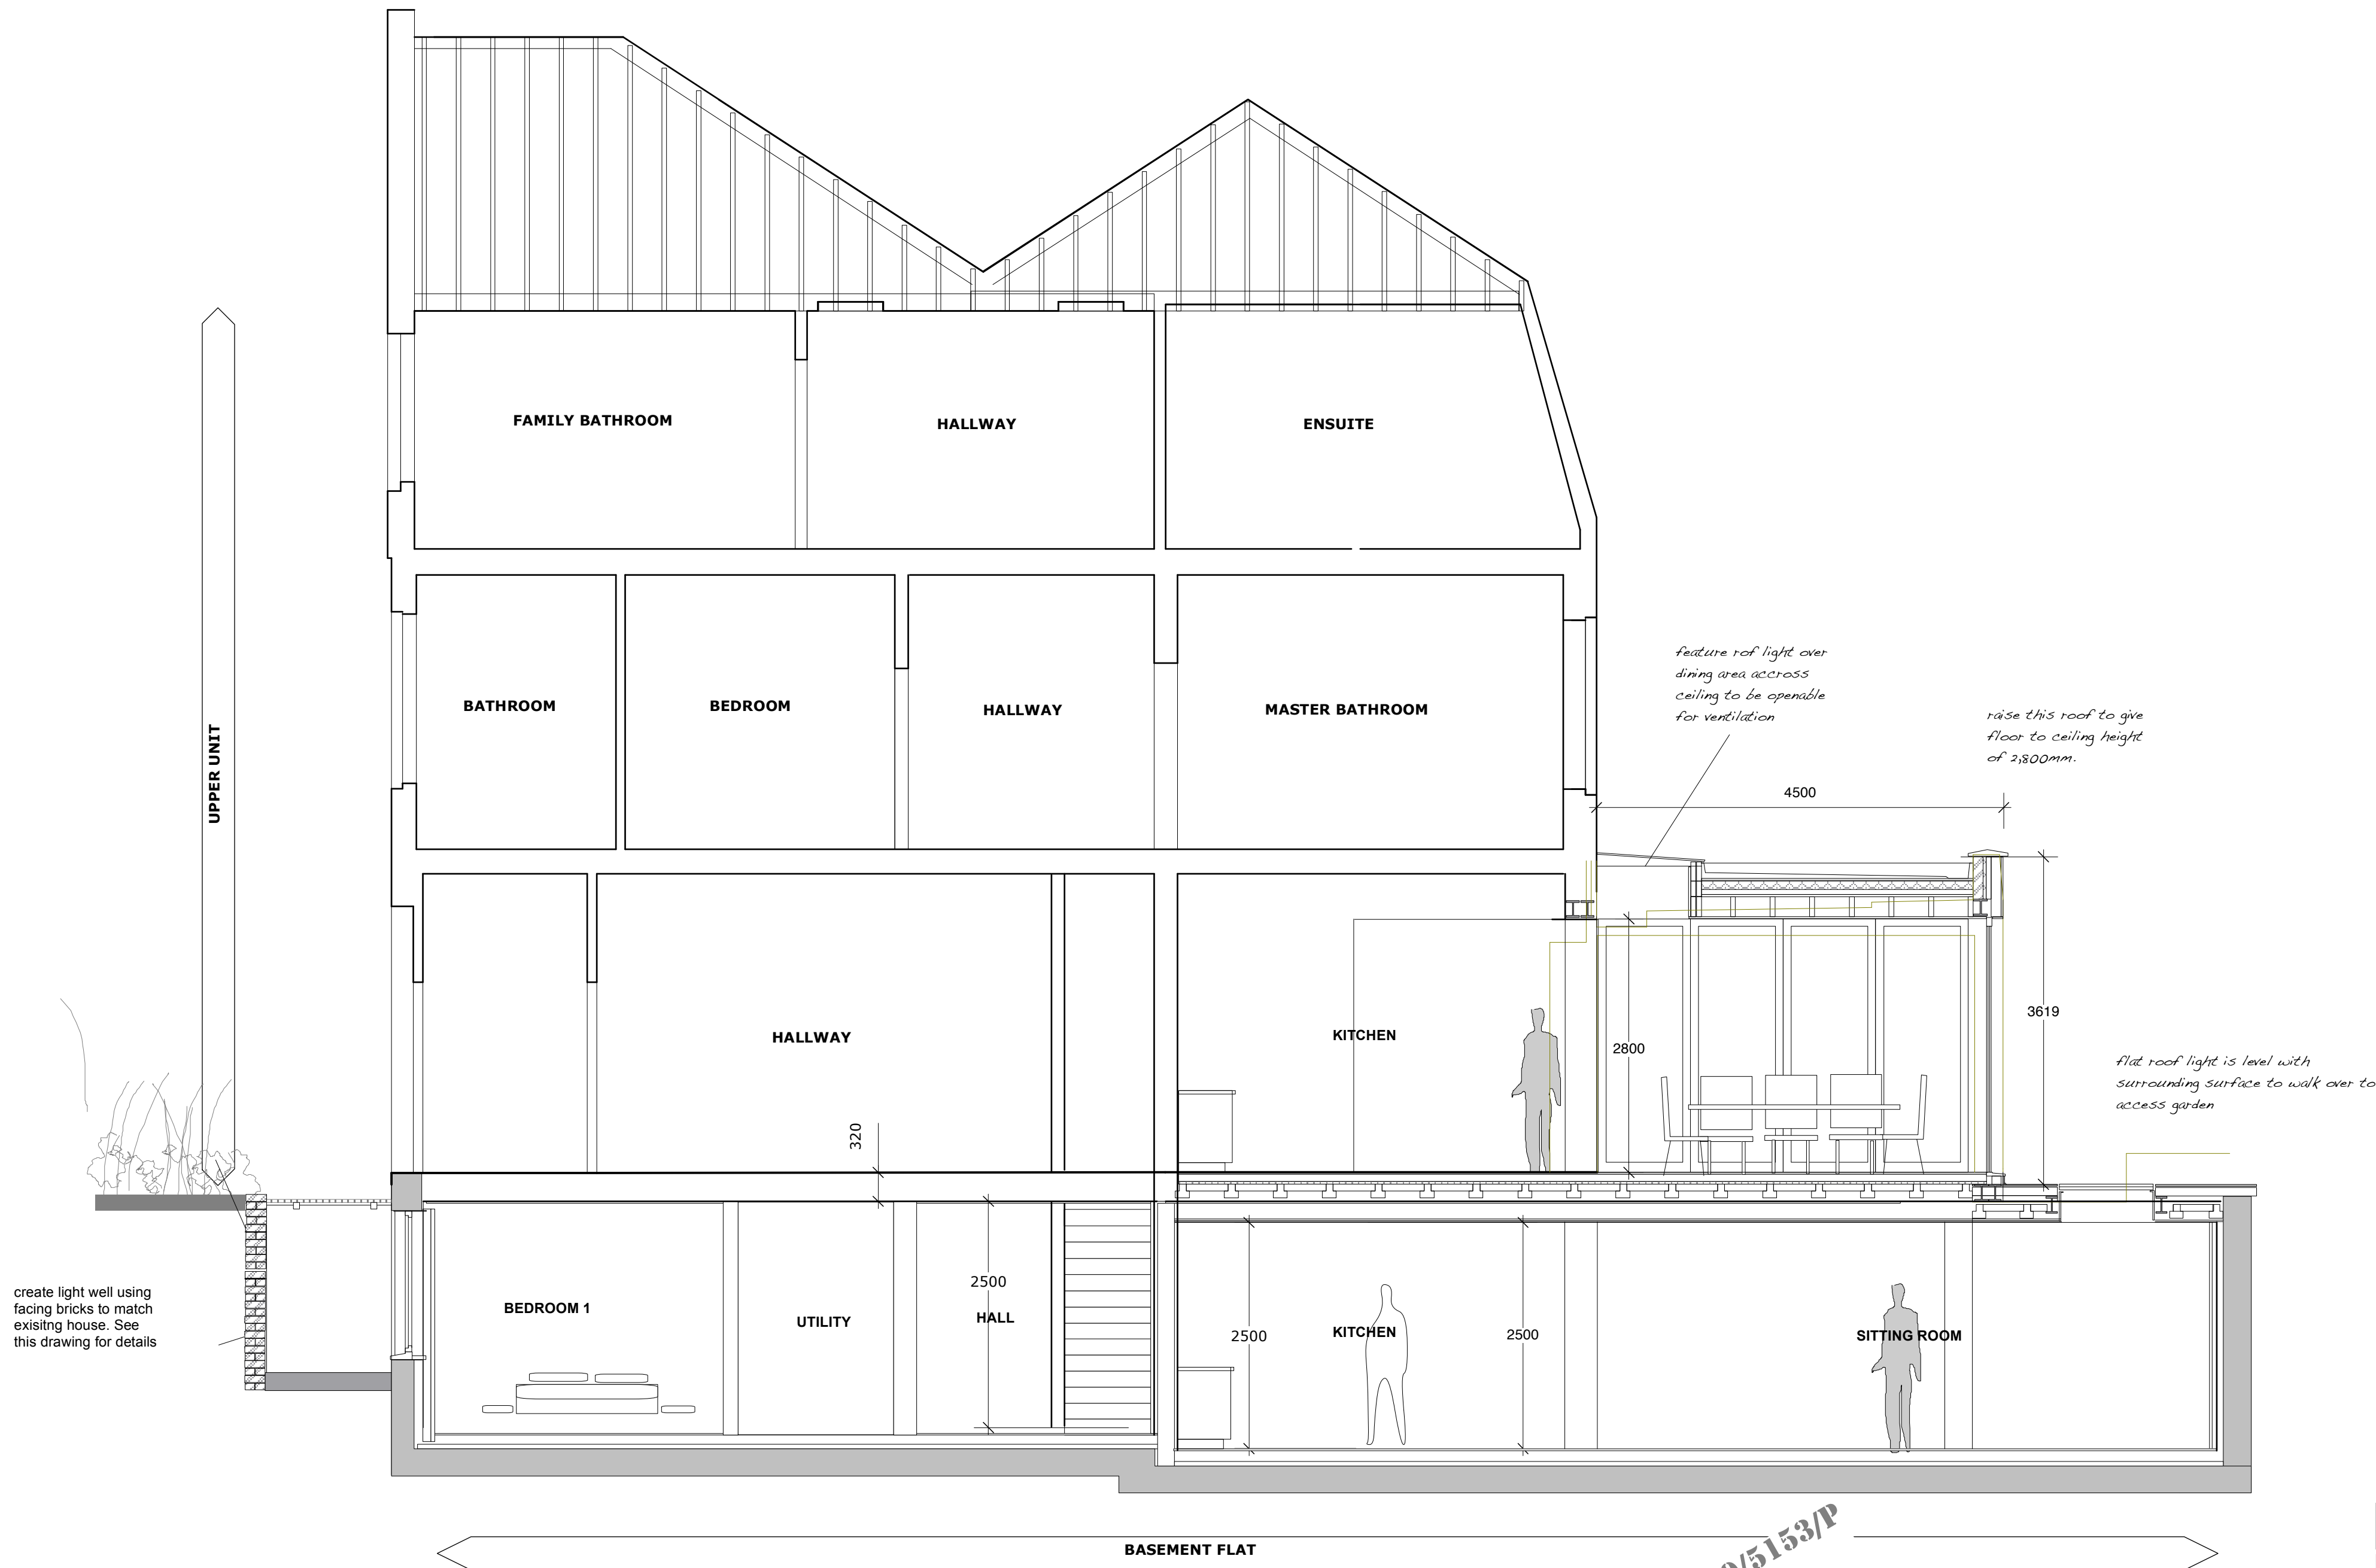 FAMILY BATHROOM
HALLWAY
ENSUITE
UPPER UNIT
BATHROOM
BEDROOM
HALLWAY
MASTER BATHROOM
feature rof light over
dining area accross
ceiling to be openable
for ventilation
raise this roof to give
floor to ceiling height
of 2,800mm.
4500
HALLWAY
KITCHEN
2800
3619
320
flat roof light is level with
surrounding surface to walk over to
access garden
create light well using
facing bricks to match
exisitng house. See
this drawing for details
BEDROOM 1
UTILITY
2500
HALL
2500
KITCHEN
2500
SITTING ROOM
BASEMENT FLAT
/5153/P